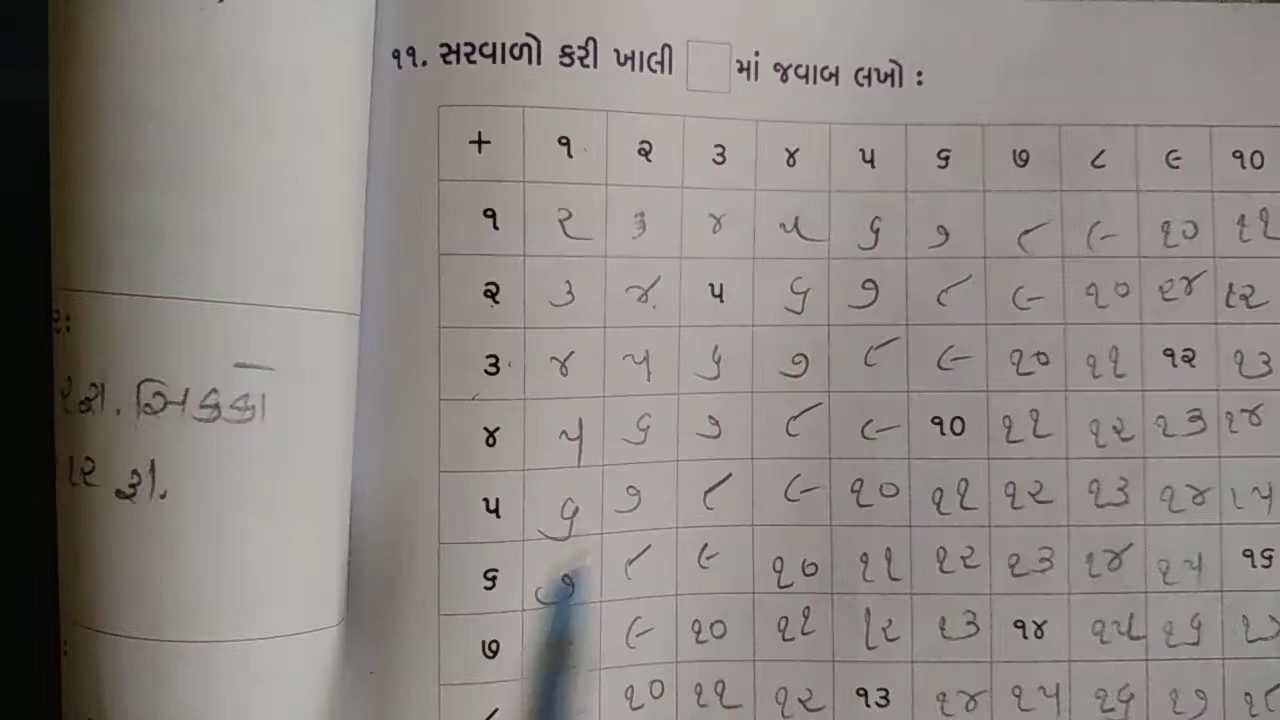 ૧૧. સરવાળો કરી ખાલી માં જવાબ લખો :
+ ૧ ૨ ૩ ૪ ૫ ૬ ૭ ૮ ૯ ૧૦
૧ ૨ ૩ ૪ ૫ ૬ ૭ ૮ ૯ ૧૦ ૧૧
૨ ૩ ૪ ૫ ૬ ૭ ૮ ૯ ૧૦ ૧૪ ૧૨
૩ ૪ ૫ ૬ ૭ ૮ ૯ ૧૦ ૧૧ ૧૨ ૧૩
૪ ૫ ૬ ૭ ૮ ૯ ૧૦ ૧૧ ૧૨ ૧૩ ૧૪
૫ ૬ ૭ ૮ ૯ ૧૦ ૧૧ ૧૨ ૧૩ ૧૪ ૧૫
૬ ૭ ૮ ૯ ૧૦ ૧૧ ૧૨ ૧૩ ૧૪ ૧૫ ૧૬
૭ ૯ ૧૦ ૧૧ ૧૨ ૧૩ ૧૪ ૧૫ ૧૬ ૧૭
૮ ૧૦ ૧૧ ૧૨ ૧૩ ૧૪ ૧૫ ૧૬ ૧૭ ૧૮